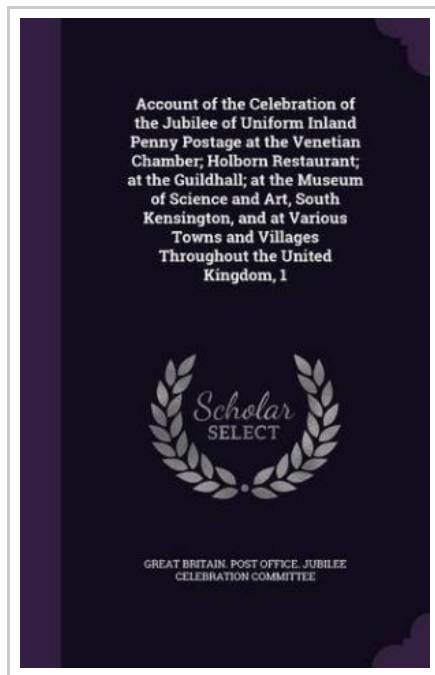 Account of the Celebration of
the Jubilee of Uniform Inland
Penny Postage at the Venetian
Chamber; Holborn Restaurant;
at the Guildhall; at the Museum
of Science and Art, South
Kensington, and at Various
Towns and Villages
Throughout the United
Kingdom, 1
Scholar
SELECT
GREAT BRITAIN. POST OFFICE. JUBILEE
CELEBRATION COMMITTEE